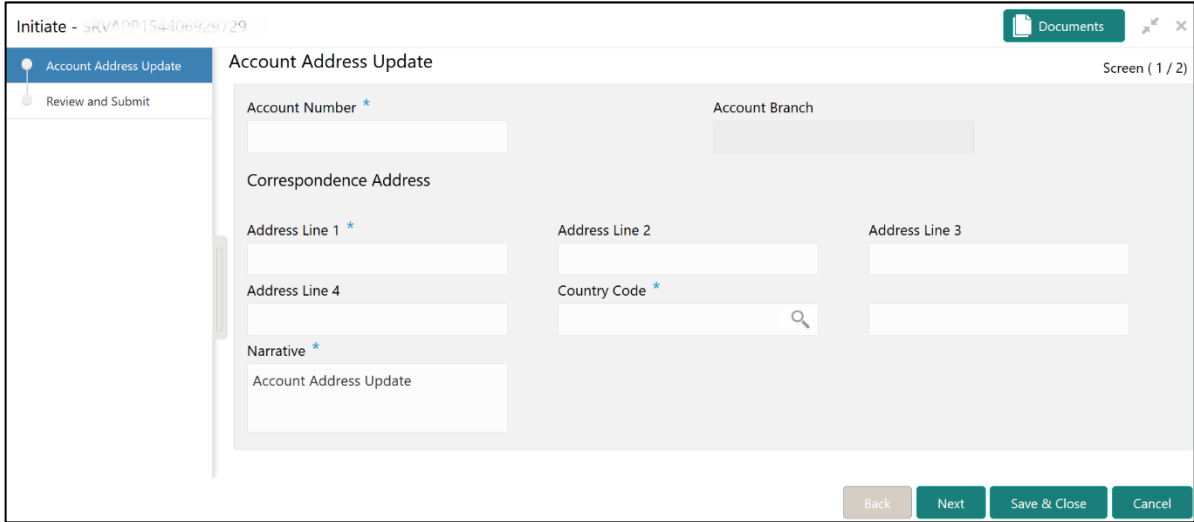 Initiate - SRVAPP154406929729
Documents
Account Address Update
Review and Submit
Account Address Update
Screen ( 1 / 2)
Account Number *
Account Branch
Correspondence Address
Address Line 1 *
Address Line 2
Address Line 3
Address Line 4
Country Code *
Narrative *
Account Address Update
Back
Next
Save & Close
Cancel